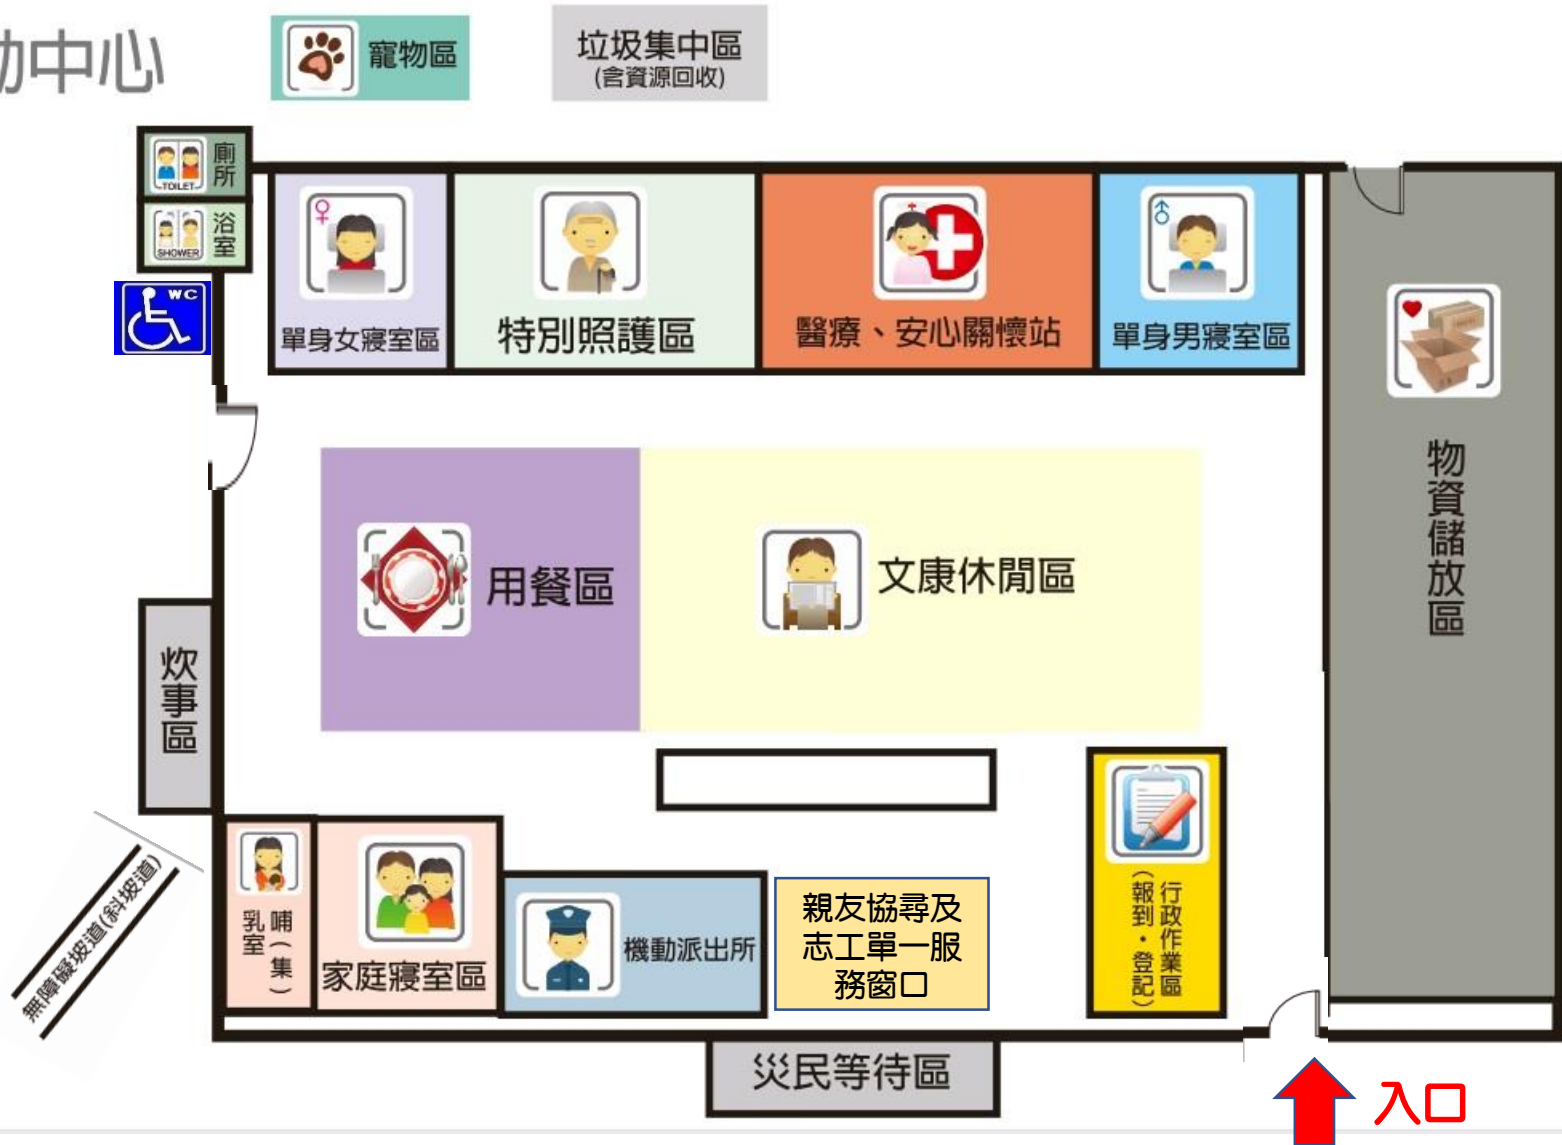 動中心
寵物區
垃圾集中區
(含資源回收)
TOILET
廁所
SHOWER
浴室
WC
單身女寢室區
特別照護區
醫療、安心關懷站
單身男寢室區
物資儲放區
用餐區
文康休閒區
炊事區
無障礙坡道(斜坡道)
哺(集)
乳室
家庭寢室區
機動派出所
親友協尋及
志工單一服
務窗口
行政作業區
(報到・登記)
災民等待區
入口